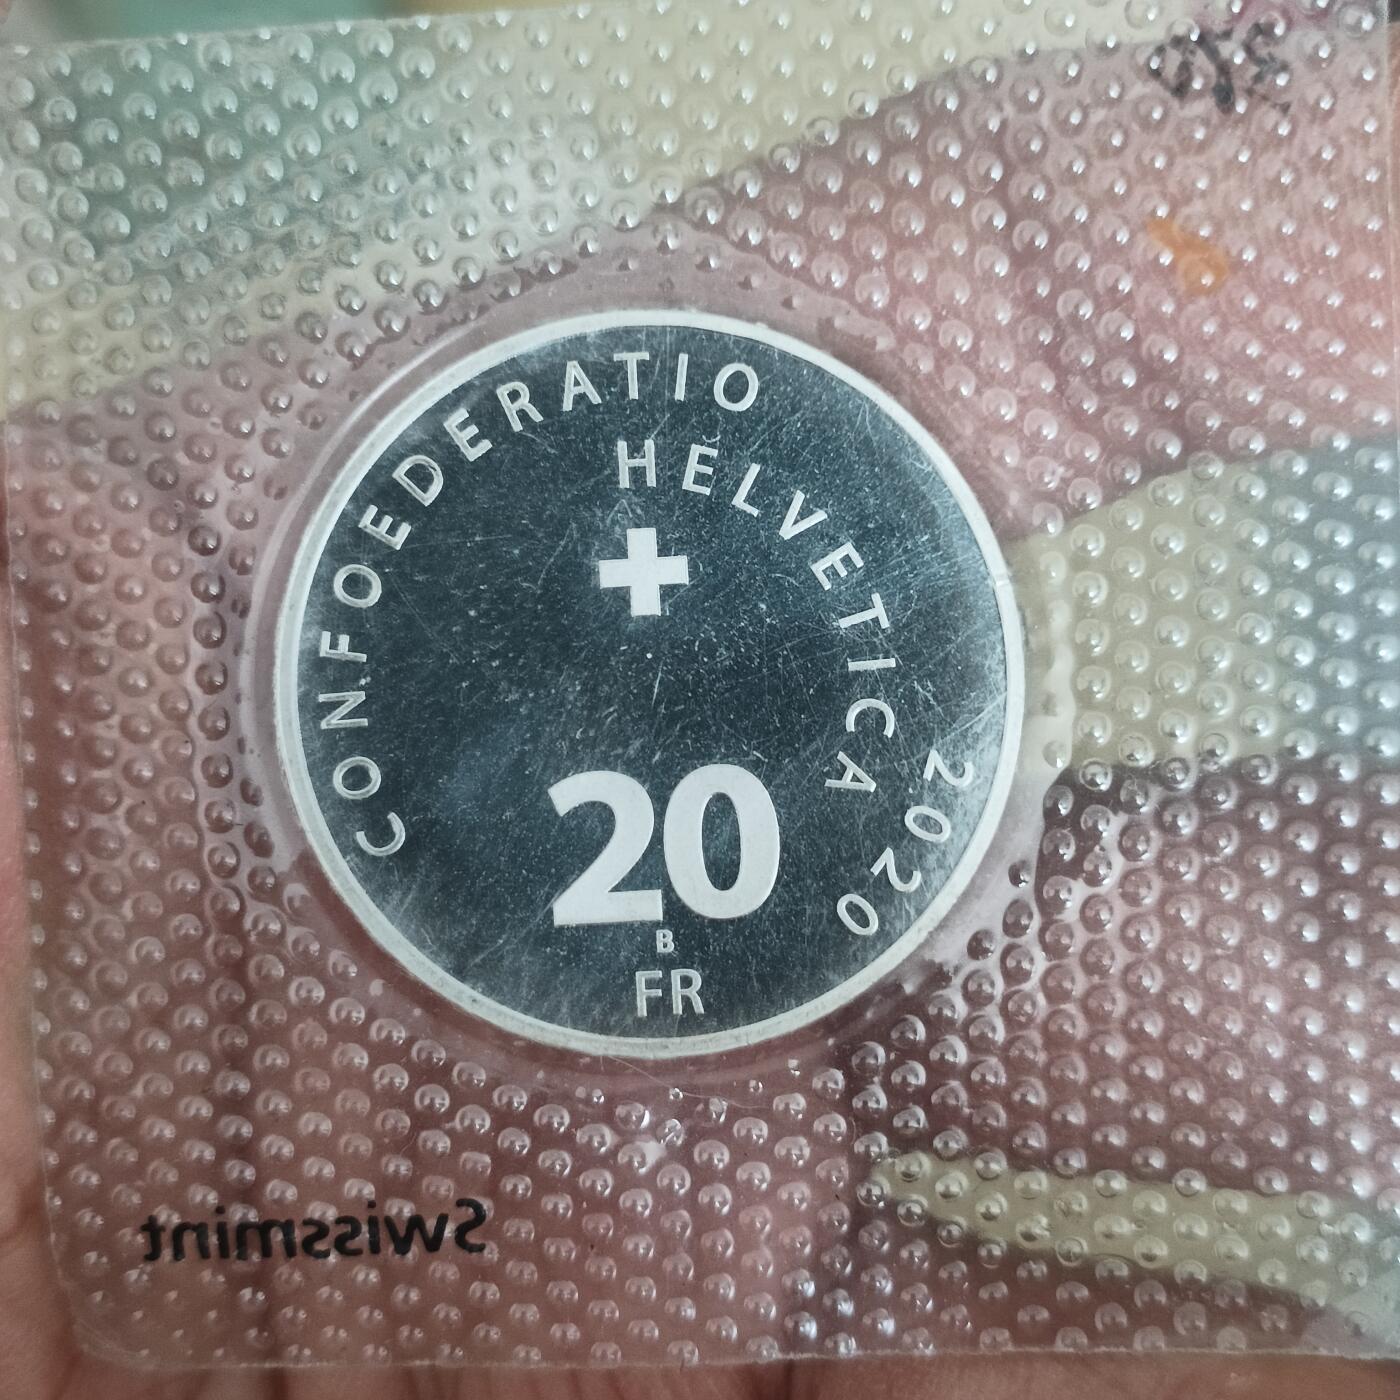 CONFOEDERATIO
HELVETICA
2020
20
B
FR
Swissmint